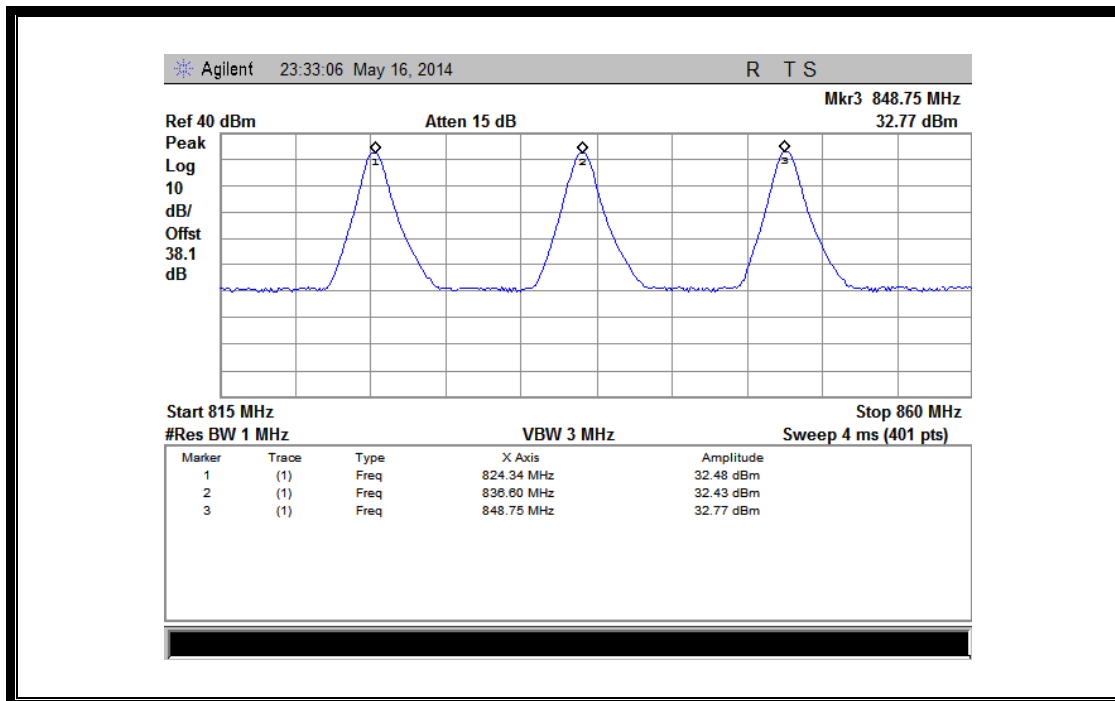 Agilent 23:33:06 May 16, 2014 R T S
Mkr3 848.75 MHz
Ref 40 dBm Atten 15 dB 32.77 dBm
Peak
Log
10
dB/
Offst
38.1
dB
1 2 3
Start 815 MHz Stop 860 MHz
#Res BW 1 MHz VBW 3 MHz Sweep 4 ms (401 pts)
Marker Trace Type X Axis Amplitude
1 (1) Freq 824.34 MHz 32.48 dBm
2 (1) Freq 836.60 MHz 32.43 dBm
3 (1) Freq 848.75 MHz 32.77 dBm